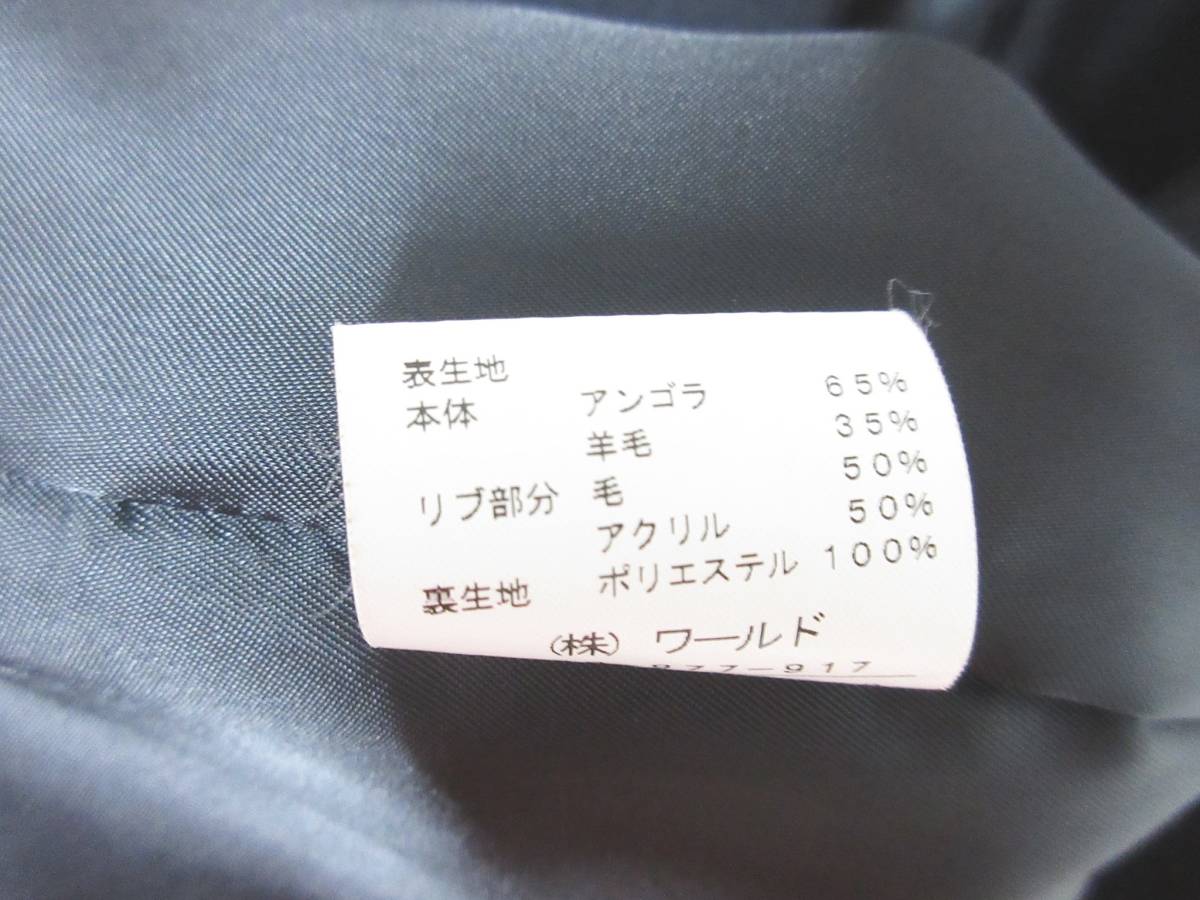 表生地
本体 アンゴラ 65%
羊毛 35%
リブ部分 毛 50%
アクリル 50%
裏生地 ポリエステル 100%
(株) ワールド